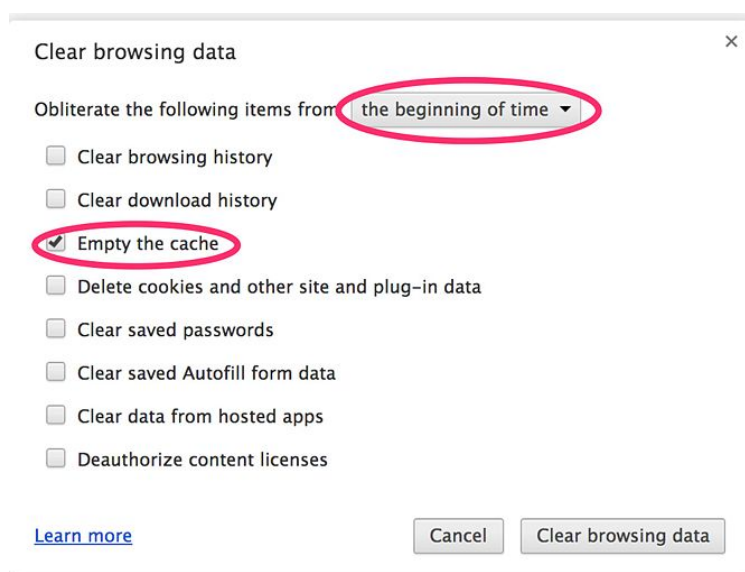 Clear browsing data
Obliterate the following items from the beginning of time
Clear browsing history
Clear download history
Empty the cache
Delete cookies and other site and plug-in data
Clear saved passwords
Clear saved Autofill form data
Clear data from hosted apps
Deauthorize content licenses
Learn more Cancel Clear browsing data